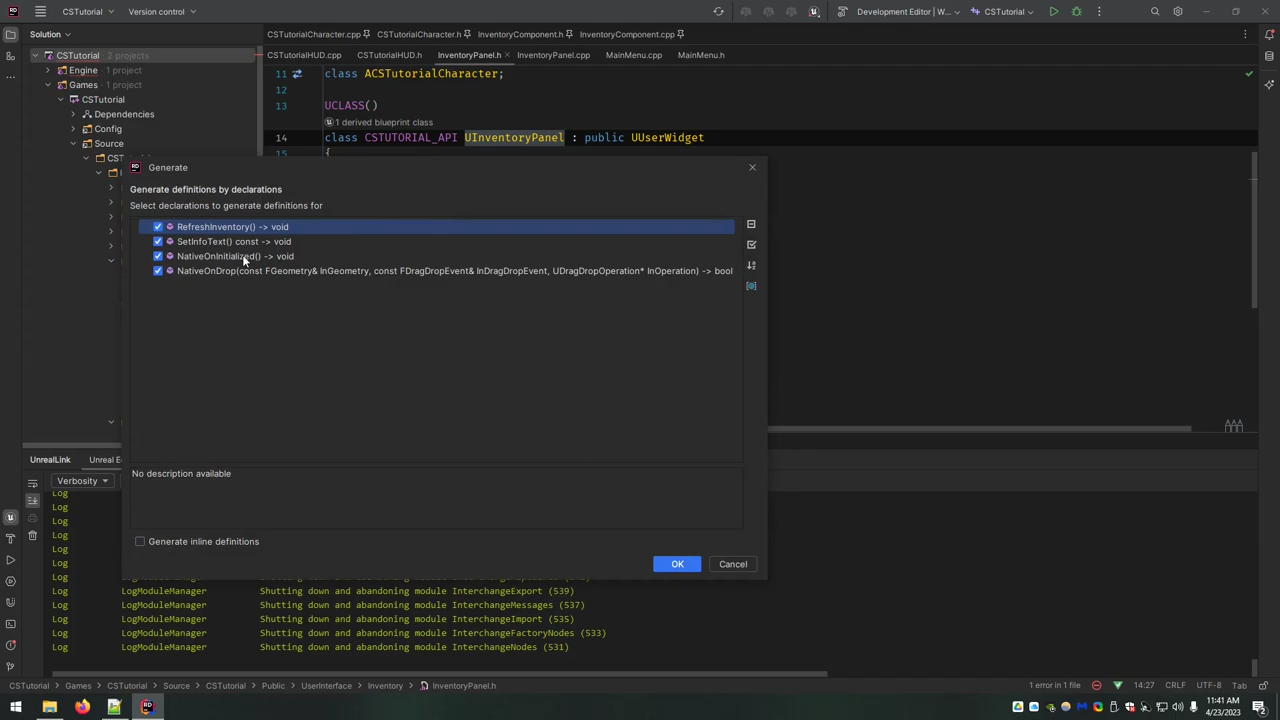 CSTutorial
Version control
Development Editor | W...
CSTutorial
Solution
CSTutorialCharacter.cpp
CSTutorialCharacter.h
InventoryComponent.h
InventoryComponent.cpp
CSTutorial 2 projects
CSTutorialHUD.cpp
CSTutorialHUD.h
InventoryPanel.h
InventoryPanel.cpp
MainMenu.cpp
MainMenu.h
Engine 1 project
Games 1 project
CSTutorial
Dependencies
Config
Source
11 class ACSTutorialCharacter;
12
13 UCLASS()
1 derived blueprint class
14 class CSTUTORIAL_API UInventoryPanel : public UUserWidget
15 {
Generate
Generate definitions by declarations
Select declarations to generate definitions for
RefreshInventory() -> void
SetInfoText() const -> void
NativeOnInitialized() -> void
NativeOnDrop(const FGeometry& InGeometry, const FDragDropEvent& InDragDropEvent, UDragDropOperation* InOperation) -> bool
No description available
Generate inline definitions
OK
Cancel
UnrealLink
Verbosity
Log
Log
Log
Log
Log
Log
Log
Log LogModuleManager Shutting down and abandoning module InterchangeExport (539)
Log LogModuleManager Shutting down and abandoning module InterchangeMessages (537)
Log LogModuleManager Shutting down and abandoning module InterchangeImport (535)
Log LogModuleManager Shutting down and abandoning module InterchangeFactoryNodes (533)
Log LogModuleManager Shutting down and abandoning module InterchangeNodes (531)
CSTutorial > Games > CSTutorial > Source > CSTutorial > Public > UserInterface > Inventory > InventoryPanel.h
1 error in 1 file
14:27
CRLF
UTF-8
Tab
11:41 AM
4/23/2023